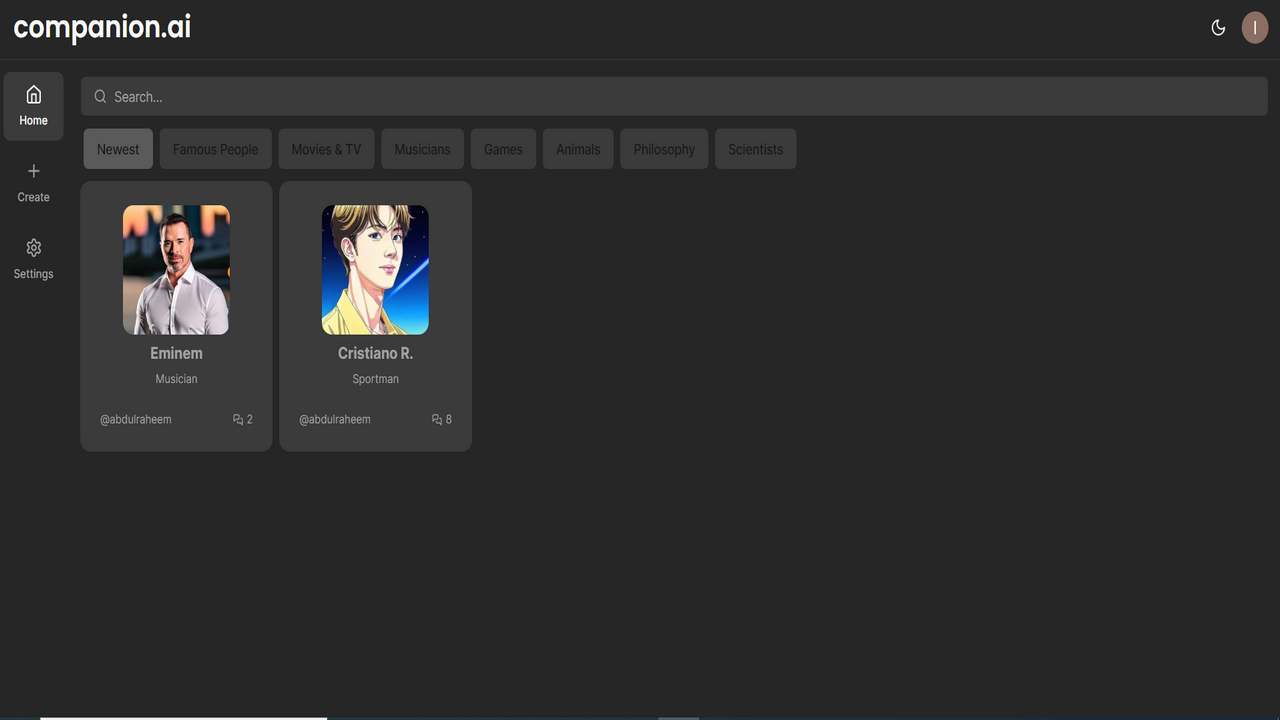 companion.ai
I
Home
Search...
Newest Famous People Movies & TV Musicians Games Animals Philosophy Scientists
Create
Settings
Eminem
Musician
@abdulraheem 2
Cristiano R.
Sportman
@abdulraheem 8